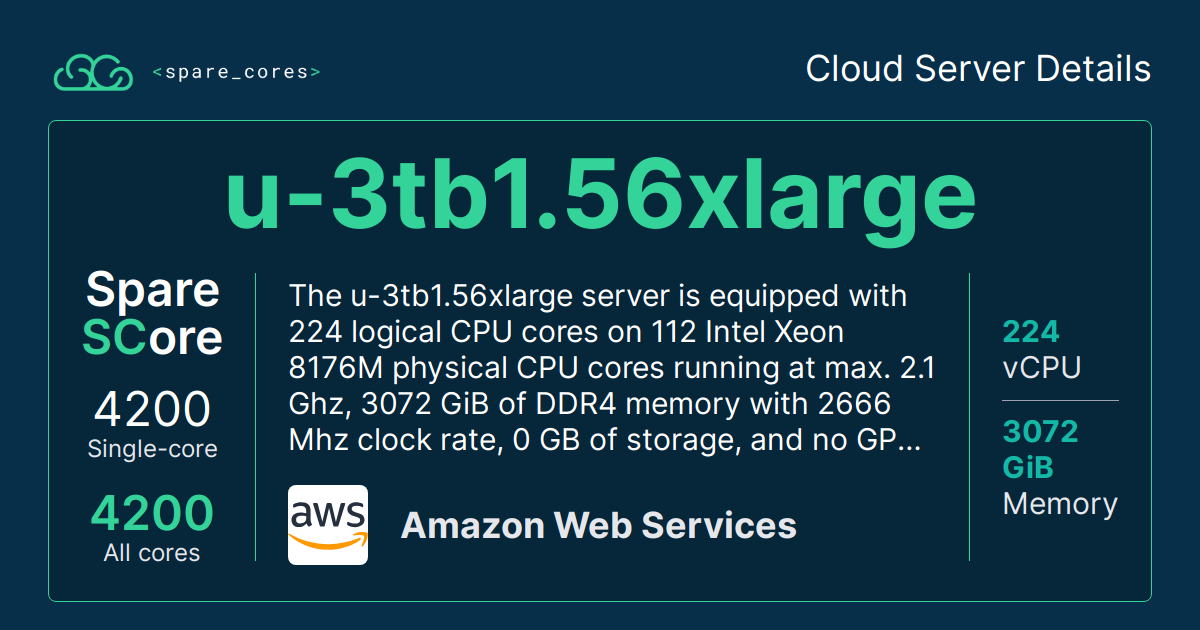 <spare_cores>
Cloud Server Details
u-3tb1.56xlarge
Spare
SCore
4200
Single-core
4200
All cores
The u-3tb1.56xlarge server is equipped with
224 logical CPU cores on 112 Intel Xeon
8176M physical CPU cores running at max. 2.1
Ghz, 3072 GiB of DDR4 memory with 2666
Mhz clock rate, 0 GB of storage, and no GP...
aws
Amazon Web Services
224
vCPU
3072
GiB
Memory